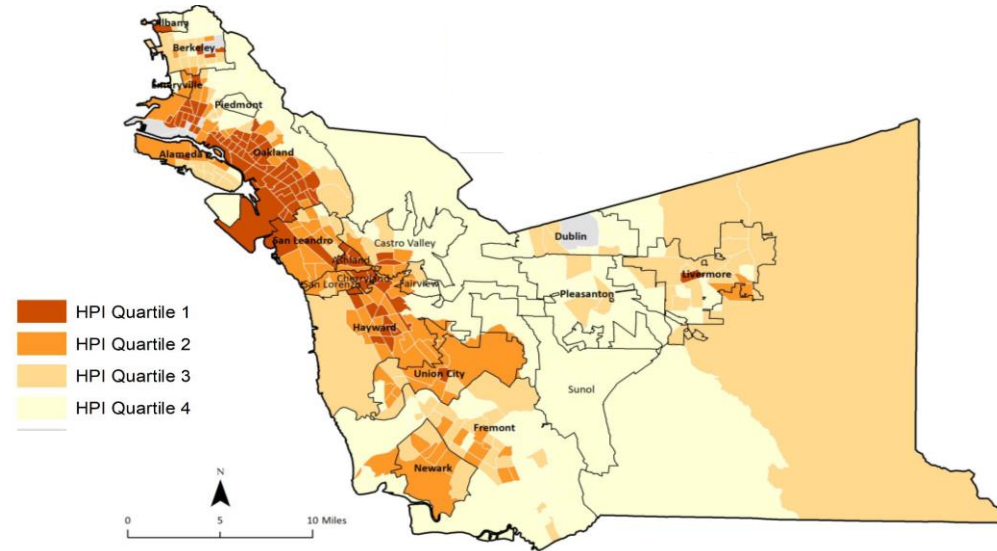 Albany
Berkeley
Emeryville
Piedmont
Oakland
Alameda
San Leandro
Castro Valley
Ashland
Cherryland
San Lorenzo
Fairview
Hayward
Union City
Dublin
Livermore
Pleasanton
Sunol
Fremont
Newark
HPI Quartile 1
HPI Quartile 2
HPI Quartile 3
HPI Quartile 4
N
0 5 10 Miles